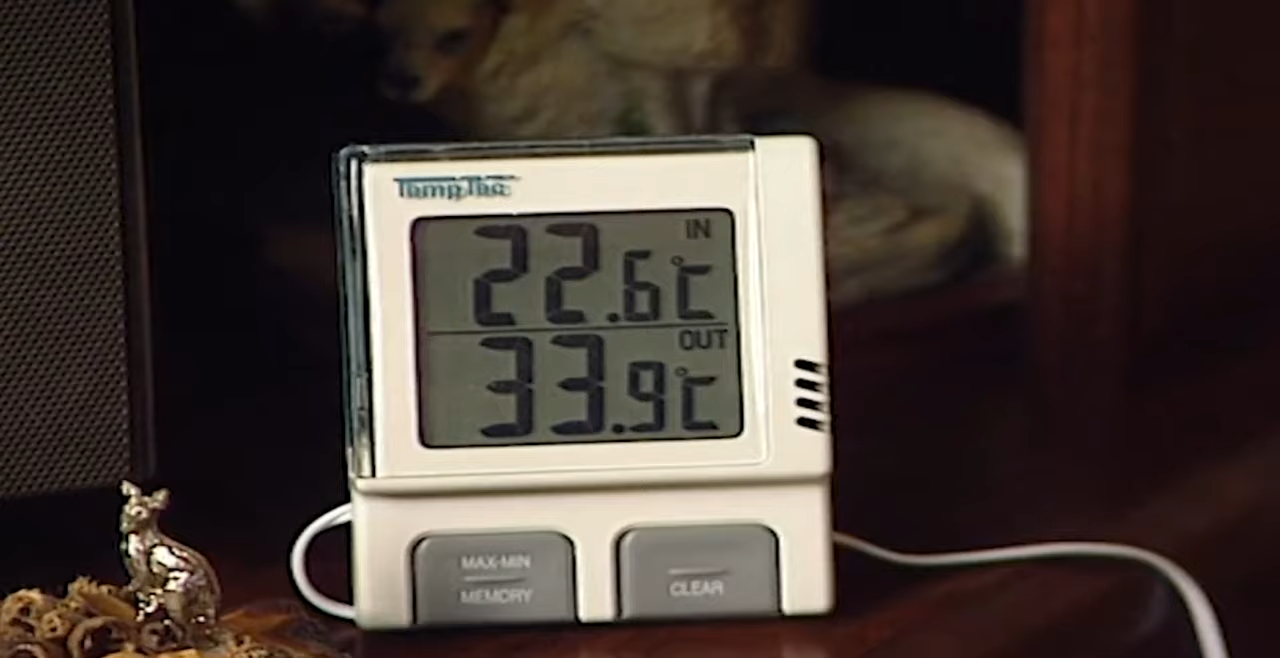 TempTec
IN
22.6°C
OUT
33.9°C
MAX-MIN
MEMORY
CLEAR